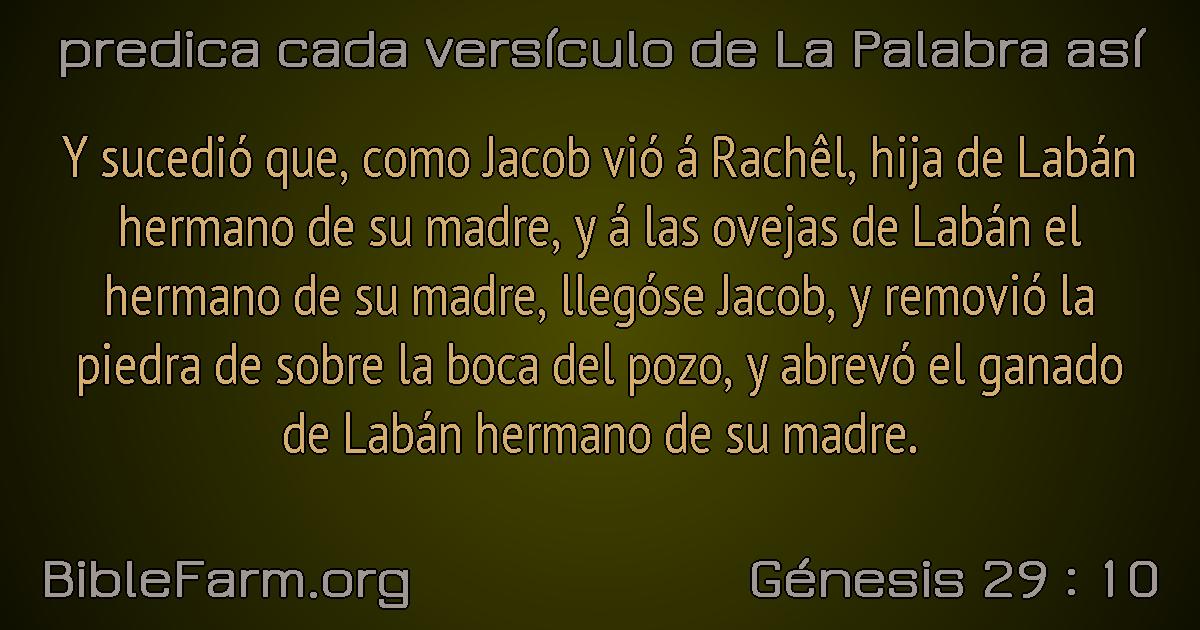 predica cada versículo de La Palabra así
Y sucedió que, como Jacob vió á Rachêl, hija de Labán
hermano de su madre, y á las ovejas de Labán el
hermano de su madre, llegóse Jacob, y removió la
piedra de sobre la boca del pozo, y abrevó el ganado
de Labán hermano de su madre.
BibleFarm.org
Génesis 29 : 10